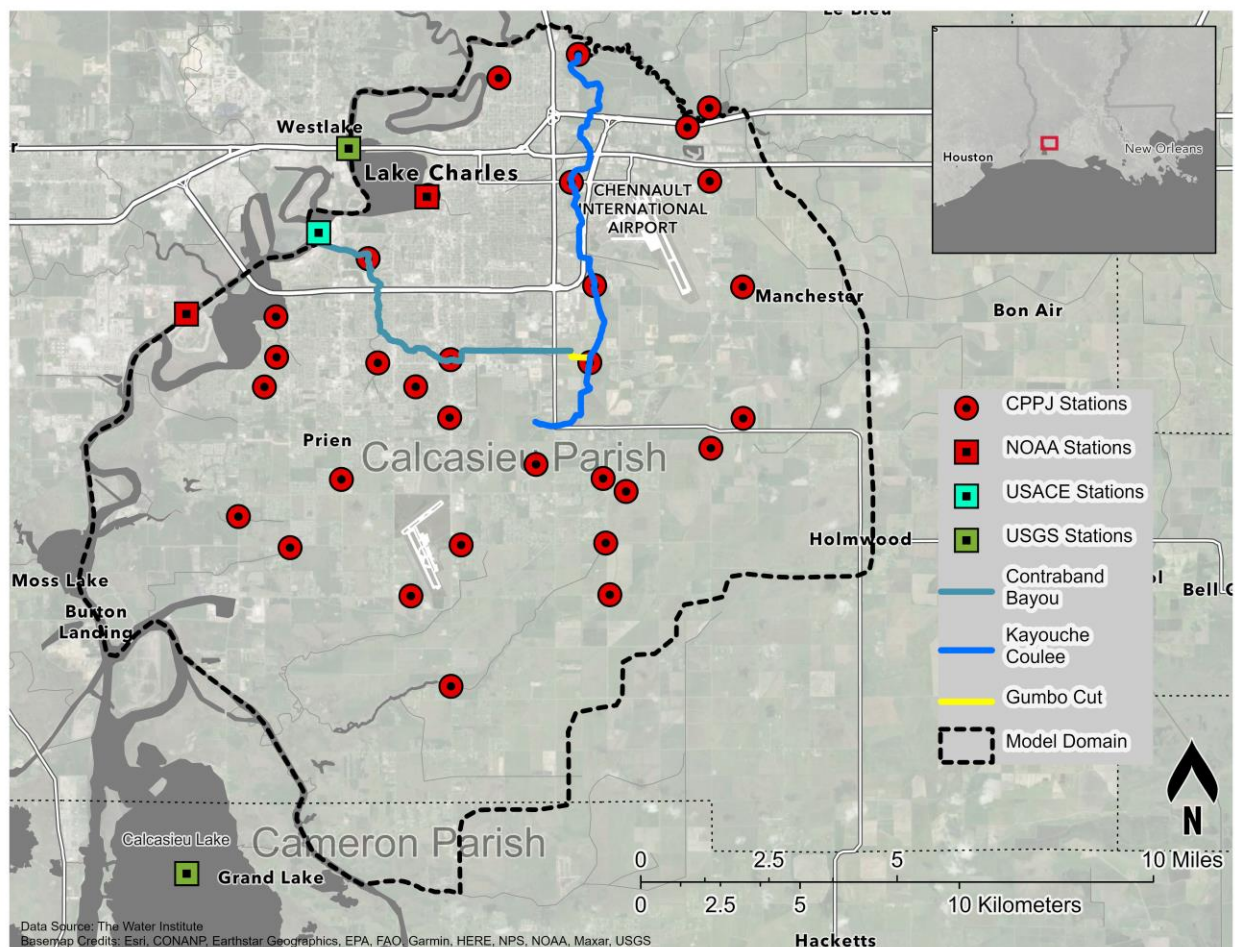 Le Bleu
Westlake
Lake Charles
CHENNAULT
INTERNATIONAL
AIRPORT
Houston
New Orleans
Manchester
Bon Air
Prien
Calcasieu Parish
CPPJ Stations
NOAA Stations
USACE Stations
USGS Stations
Contraband
Bayou
Kayouche
Coulee
Gumbo Cut
Model Domain
Holmwood
Moss Lake
Burton
Landing
Calcasieu Lake
Grand Lake
Cameron Parish
N
0 2.5 5 10 Miles
0 2.5 5 10 Kilometers
Hacketts
Data Source: The Water Institute
Basemap Credits: Esri, CONANP, Earthstar Geographics, EPA, FAO, Garmin, HERE, NPS, NOAA, Maxar, USGS